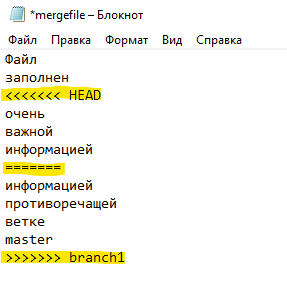 *mergefile – Блокнот
Файл Правка Формат Вид Справка
Файл
заполнен
<<<<<<< HEAD
очень
важной
информацией
=======
информацией
противоречащей
ветке
master
>>>>>>> branch1